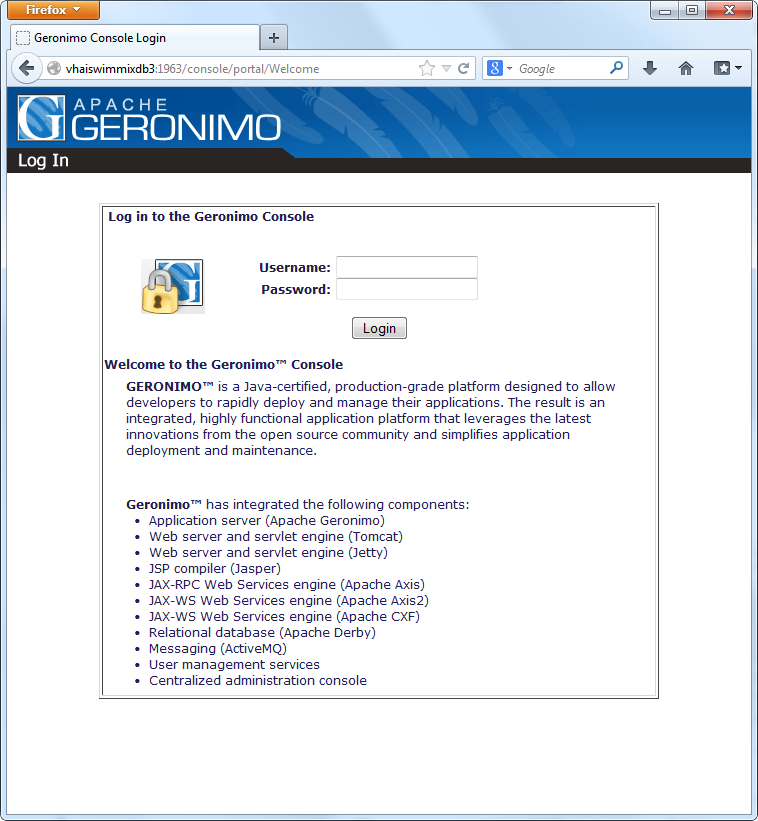 Firefox
Geronimo Console Login
vhaiswimmixdb3:1963/console/portal/Welcome
Google
APACHE
GERONIMO
Log In
Log in to the Geronimo Console
Username:
Password:
Login
Welcome to the Geronimo™ Console
GERONIMO™ is a Java-certified, production-grade platform designed to allow
developers to rapidly deploy and manage their applications. The result is an
integrated, highly functional application platform that leverages the latest
innovations from the open source community and simplifies application
deployment and maintenance.
Geronimo™ has integrated the following components:
• Application server (Apache Geronimo)
• Web server and servlet engine (Tomcat)
• Web server and servlet engine (Jetty)
• JSP compiler (Jasper)
• JAX-RPC Web Services engine (Apache Axis)
• JAX-WS Web Services engine (Apache Axis2)
• JAX-WS Web Services engine (Apache CXF)
• Relational database (Apache Derby)
• Messaging (ActiveMQ)
• User management services
• Centralized administration console